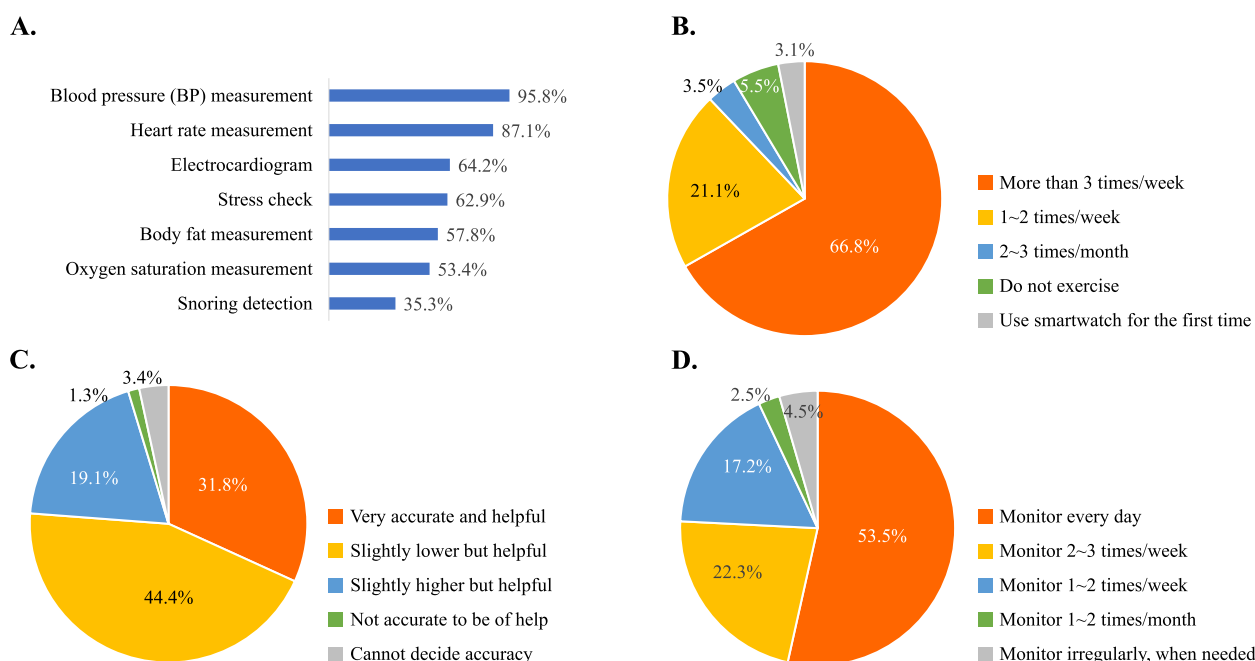 A.
Blood pressure (BP) measurement 95.8%
Heart rate measurement 87.1%
Electrocardiogram 64.2%
Stress check 62.9%
Body fat measurement 57.8%
Oxygen saturation measurement 53.4%
Snoring detection 35.3%
B.
3.1%
5.5%
3.5%
21.1%
66.8%
More than 3 times/week
1~2 times/week
2~3 times/month
Do not exercise
Use smartwatch for the first time
C.
3.4%
1.3%
19.1%
31.8%
44.4%
Very accurate and helpful
Slightly lower but helpful
Slightly higher but helpful
Not accurate to be of help
Cannot decide accuracy
D.
2.5%
4.5%
17.2%
53.5%
22.3%
Monitor every day
Monitor 2~3 times/week
Monitor 1~2 times/week
Monitor 1~2 times/month
Monitor irregularly, when needed